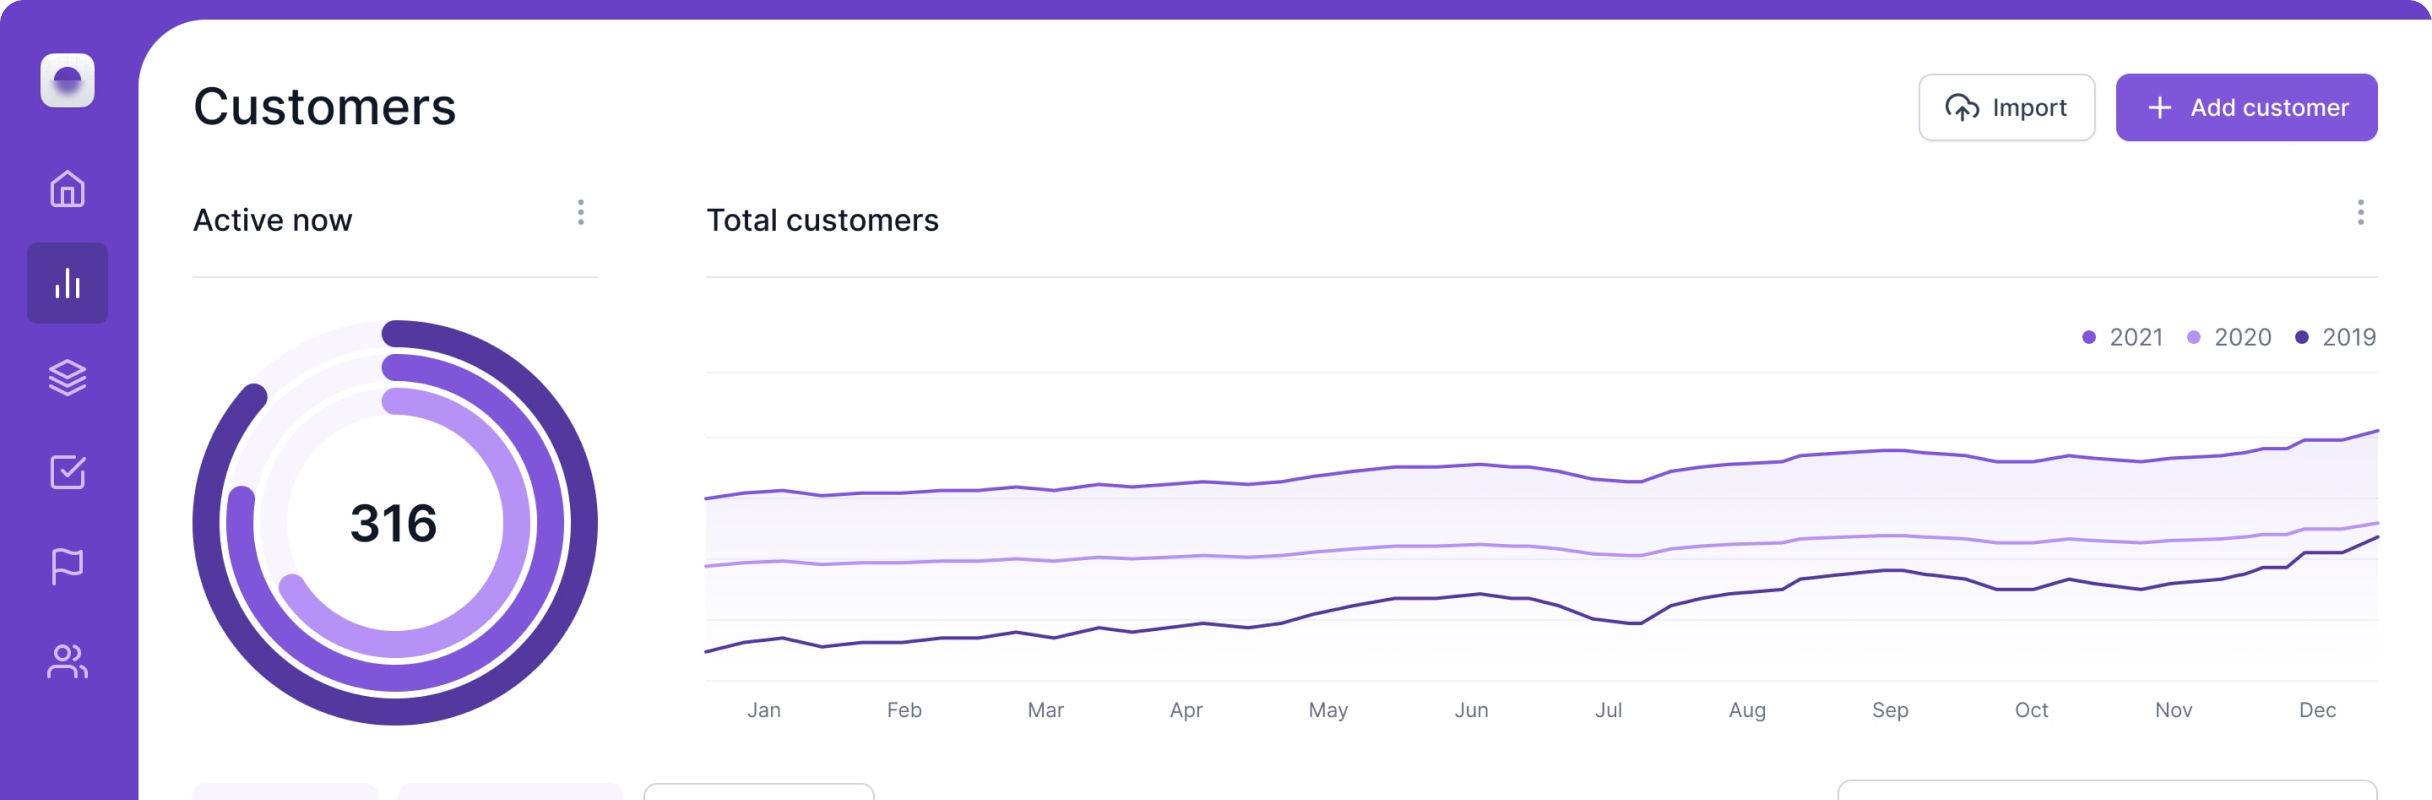 Customers
Import
Add customer
Active now
Total customers
2021 2020 2019
316
Jan Feb Mar Apr May Jun Jul Aug Sep Oct Nov Dec